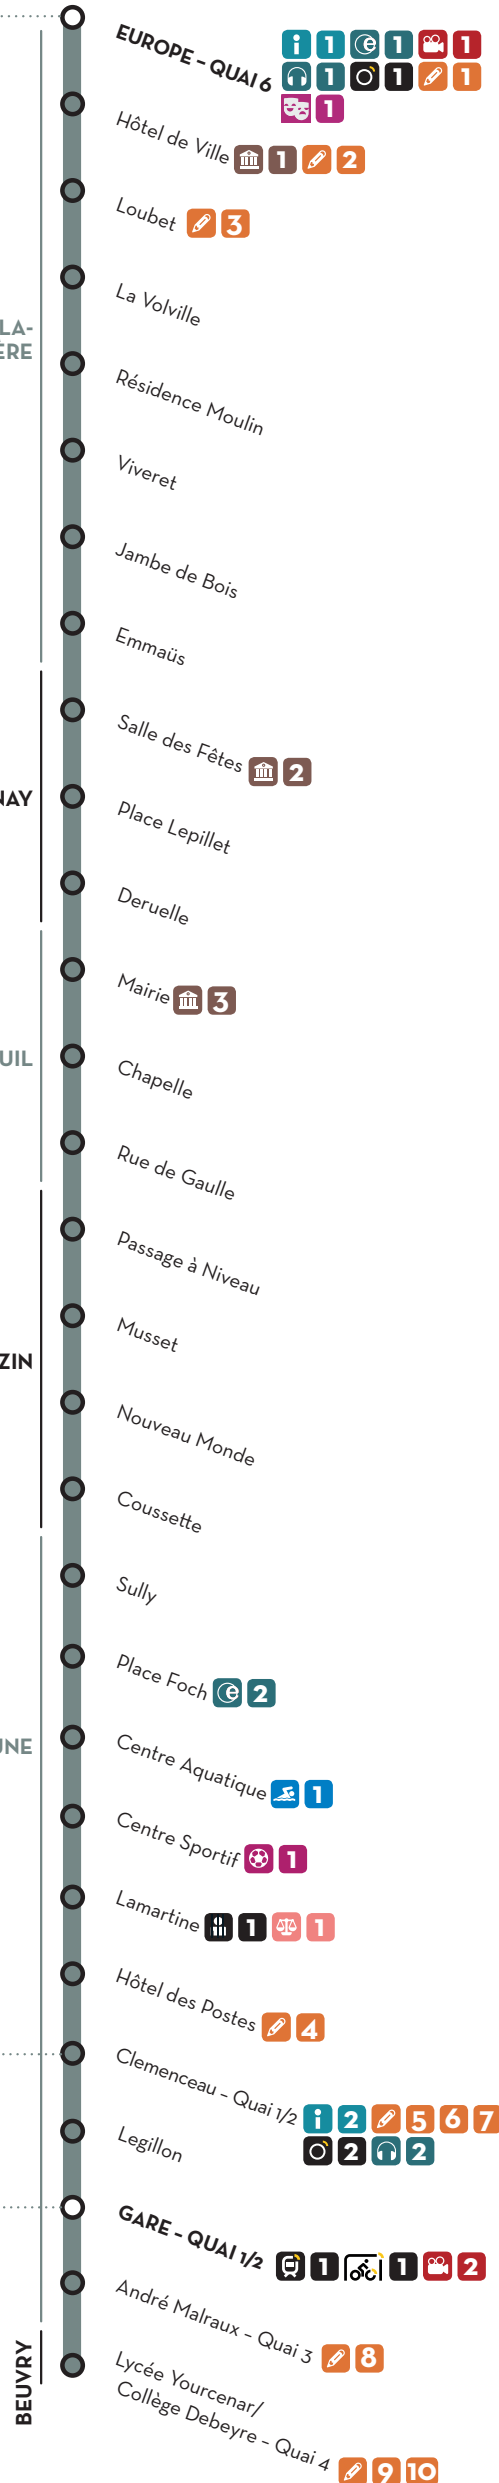 EUROPE – QUAI 6 i 1 e 1 1
1 1 1
1
Hôtel de Ville 1 2
Loubet 3
La Volville
LA-
ÈRE
Résidence Moulin
Viveret
Jambe de Bois
Emmaüs
Salle des Fêtes 2
NAY
Place Lepillet
Deruelle
Mairie 3
UIL
Chapelle
Rue de Gaulle
Passage à Niveau
Musset
ZIN
Nouveau Monde
Coussette
Sully
Place Foch e 2
UNE
Centre Aquatique 1
Centre Sportif 1
Lamartine 1 1
Hôtel des Postes 4
Clemenceau – Quai 1/2 i 2 5 6 7
2 2
Legillon
GARE – QUAI 1/2 1 1 2
André Malraux – Quai 3 8
BEUVRY
Lycée Yourcenar/
Collège Debeyre – Quai 4 9 10